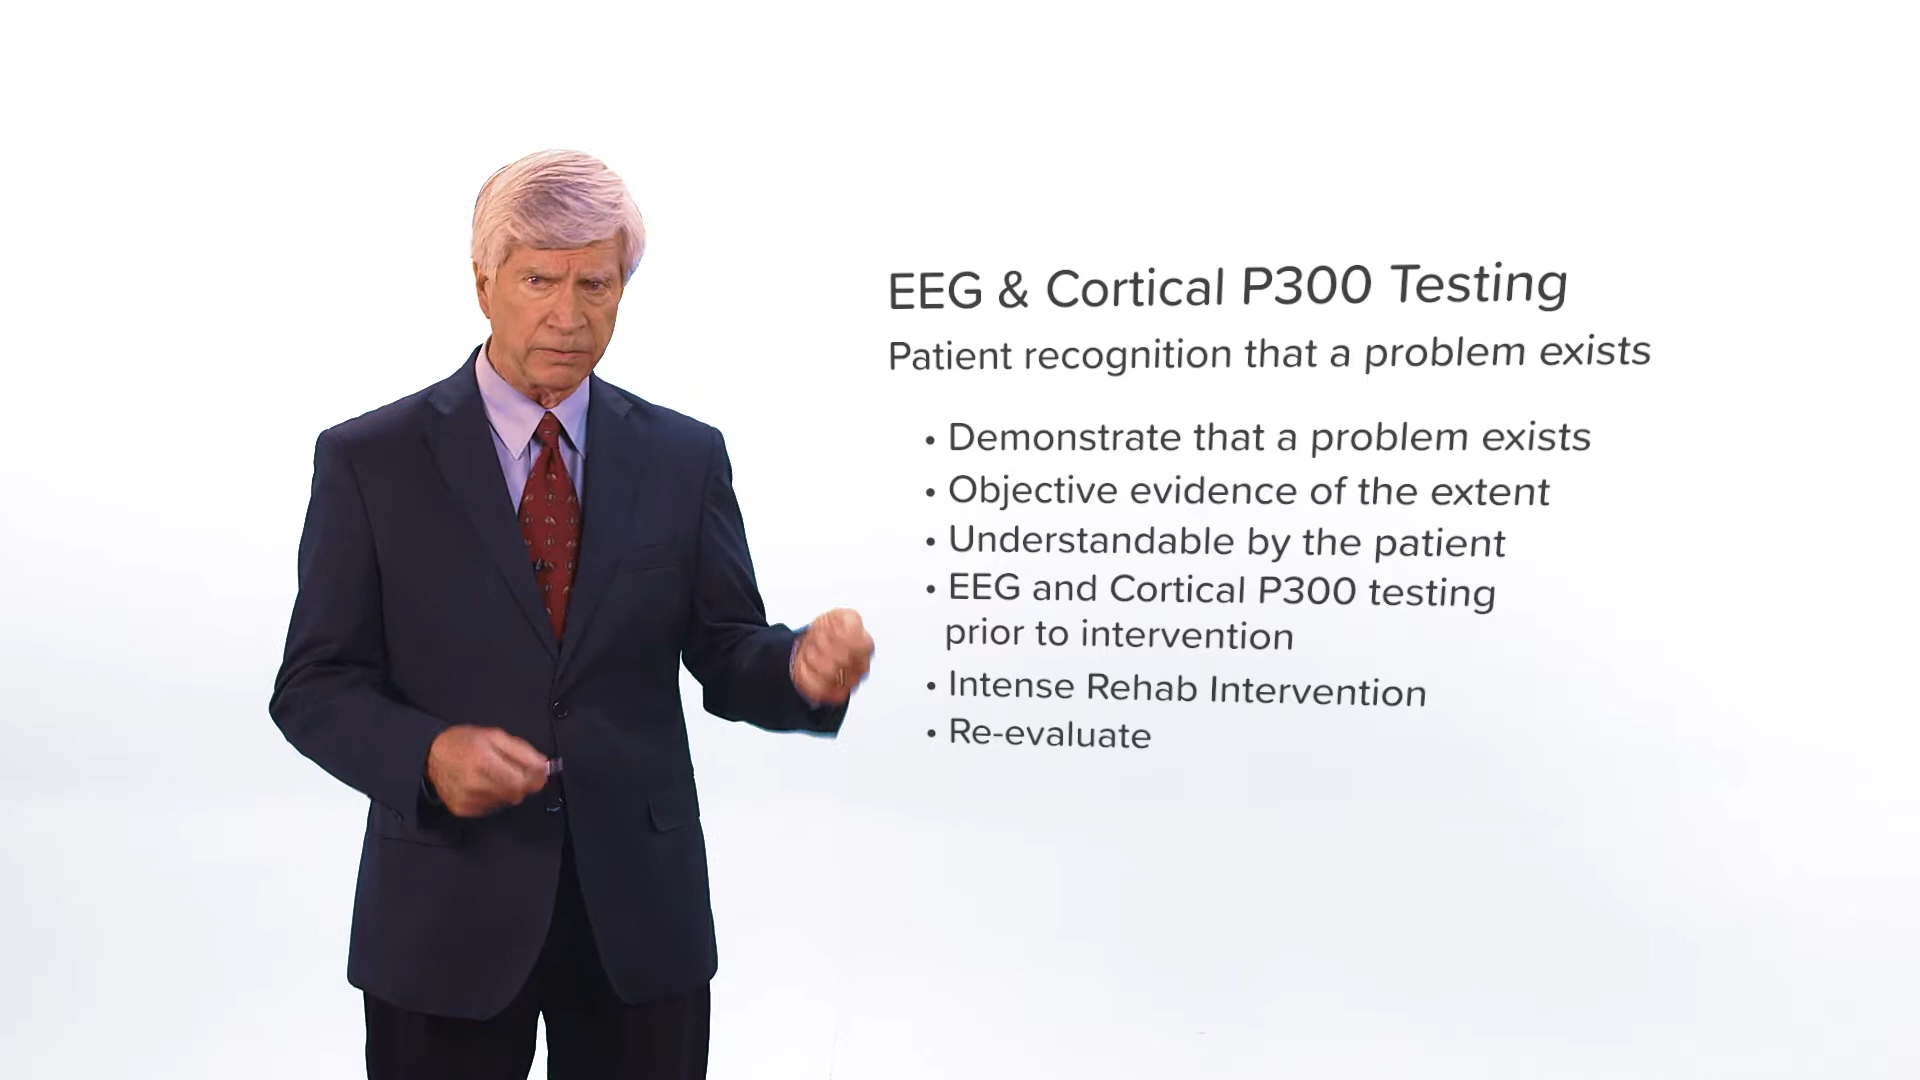 EEG & Cortical P300 Testing
Patient recognition that a problem exists
• Demonstrate that a problem exists
• Objective evidence of the extent
• Understandable by the patient
• EEG and Cortical P300 testing
prior to intervention
• Intense Rehab Intervention
• Re-evaluate